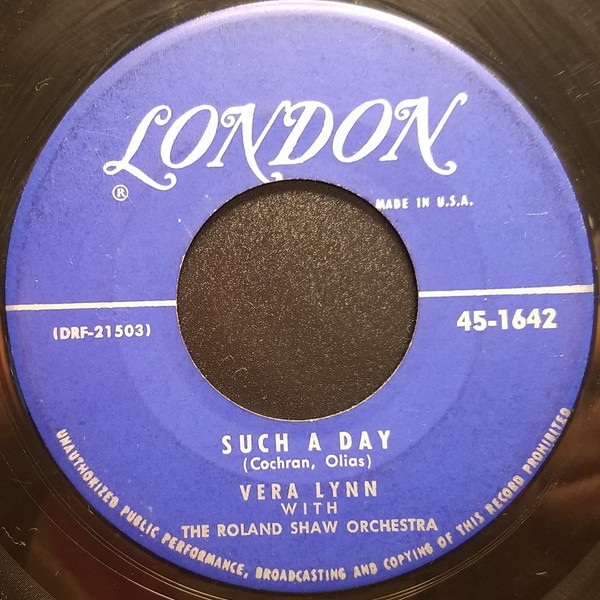 LONDON
®
MADE IN U.S.A.
(DRF-21503)
45-1642
SUCH A DAY
(Cochran, Olias)
VERA LYNN
WITH
THE ROLAND SHAW ORCHESTRA
UNAUTHORIZED PUBLIC PERFORMANCE, BROADCASTING AND COPYING OF THIS RECORD PROHIBITED